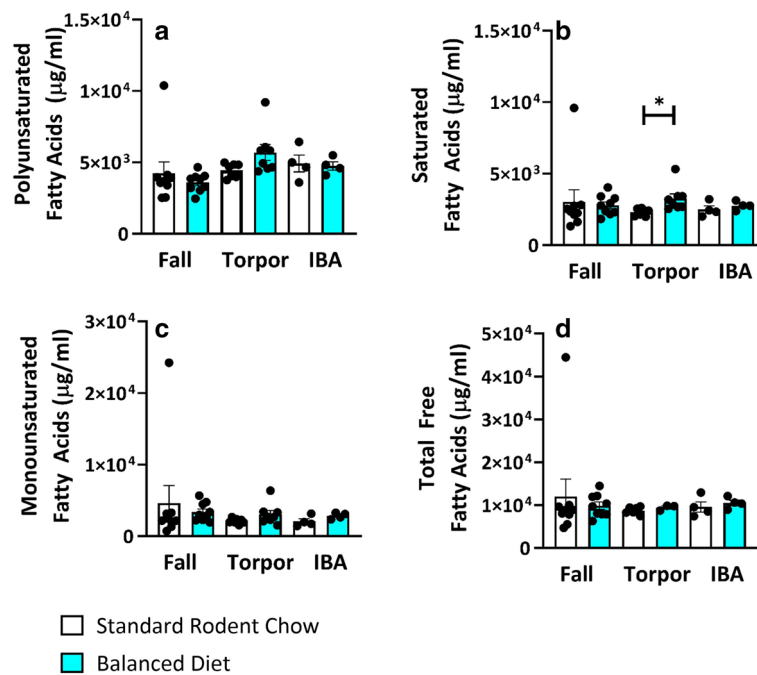 a
Polyunsaturated
Fatty Acids (μg/ml)
1.5×10⁴
1×10⁴
5×10³
0
Fall Torpor IBA
b
Saturated
Fatty Acids (μg/ml)
1.5×10⁴
1×10⁴
5×10³
0
*
Fall Torpor IBA
c
Monounsaturated
Fatty Acids (μg/ml)
3×10⁴
2×10⁴
1×10⁴
0
Fall Torpor IBA
d
Total Free
Fatty Acids (μg/ml)
5×10⁴
4×10⁴
3×10⁴
2×10⁴
1×10⁴
0
Fall Torpor IBA
Standard Rodent Chow
Balanced Diet